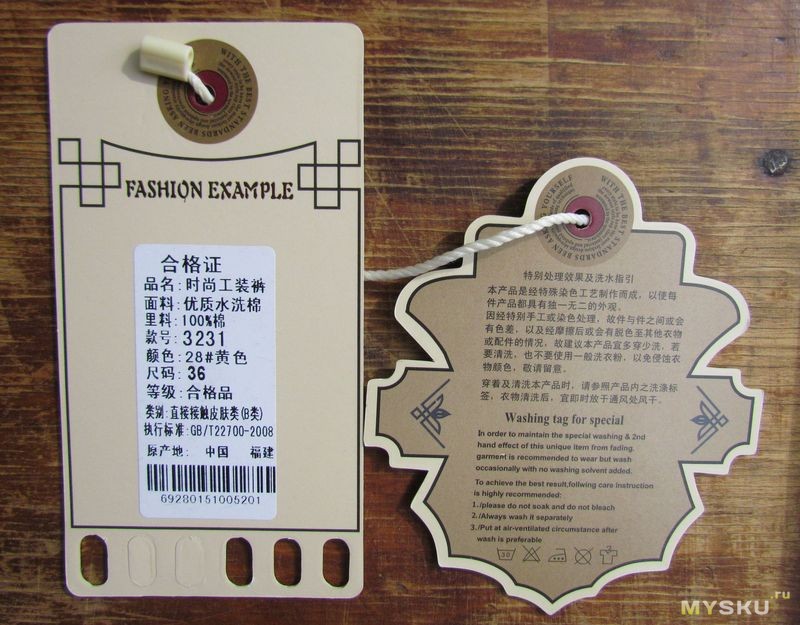 WITH THE BEST STANDARDS BEEN
FASHION EXAMPLE
合格证
品名:时尚工装裤
面料:优质水洗棉
里料:100%棉
款号:3231
颜色:28#黄色
尺码:36
等级:合格品
类别:直接接触皮肤类(B类)
执行标准:GB/T22700-2008
原产地: 中国 福建
69280151005201
WITH THE BEST STANDARDS BEEN YOURSELF
特别处理效果及洗水指引
本产品是经特殊染色工艺制作而成，以使每
件产品都具有独一无二的外观。
因经特别手工或染色处理，故件与件之间或会
有色差，以及经摩擦后或会有脱色至其他衣物
或配件的情况，故建议本产品宜多穿少洗，若
要清洗，也不要使用一般洗衣粉，以免侵蚀衣
物颜色，敬请留意。
穿着及清洗本产品时，请参照产品内之洗涤标
签，衣物清洗后，宜即时放于通风处风干。
Washing tag for special
In order to maintain the special washing & 2nd
hand effect of this unique item from fading.
garment is recommended to wear but wash
occasionally with no washing solvent added.
To achieve the best result,follwing care instruction
is highly recommended:
1./please do not soak and do not bleach
2./Always wash it separately
3./Put at air-ventilated circumstance after
wash is preferable
30
MYSKU.ru